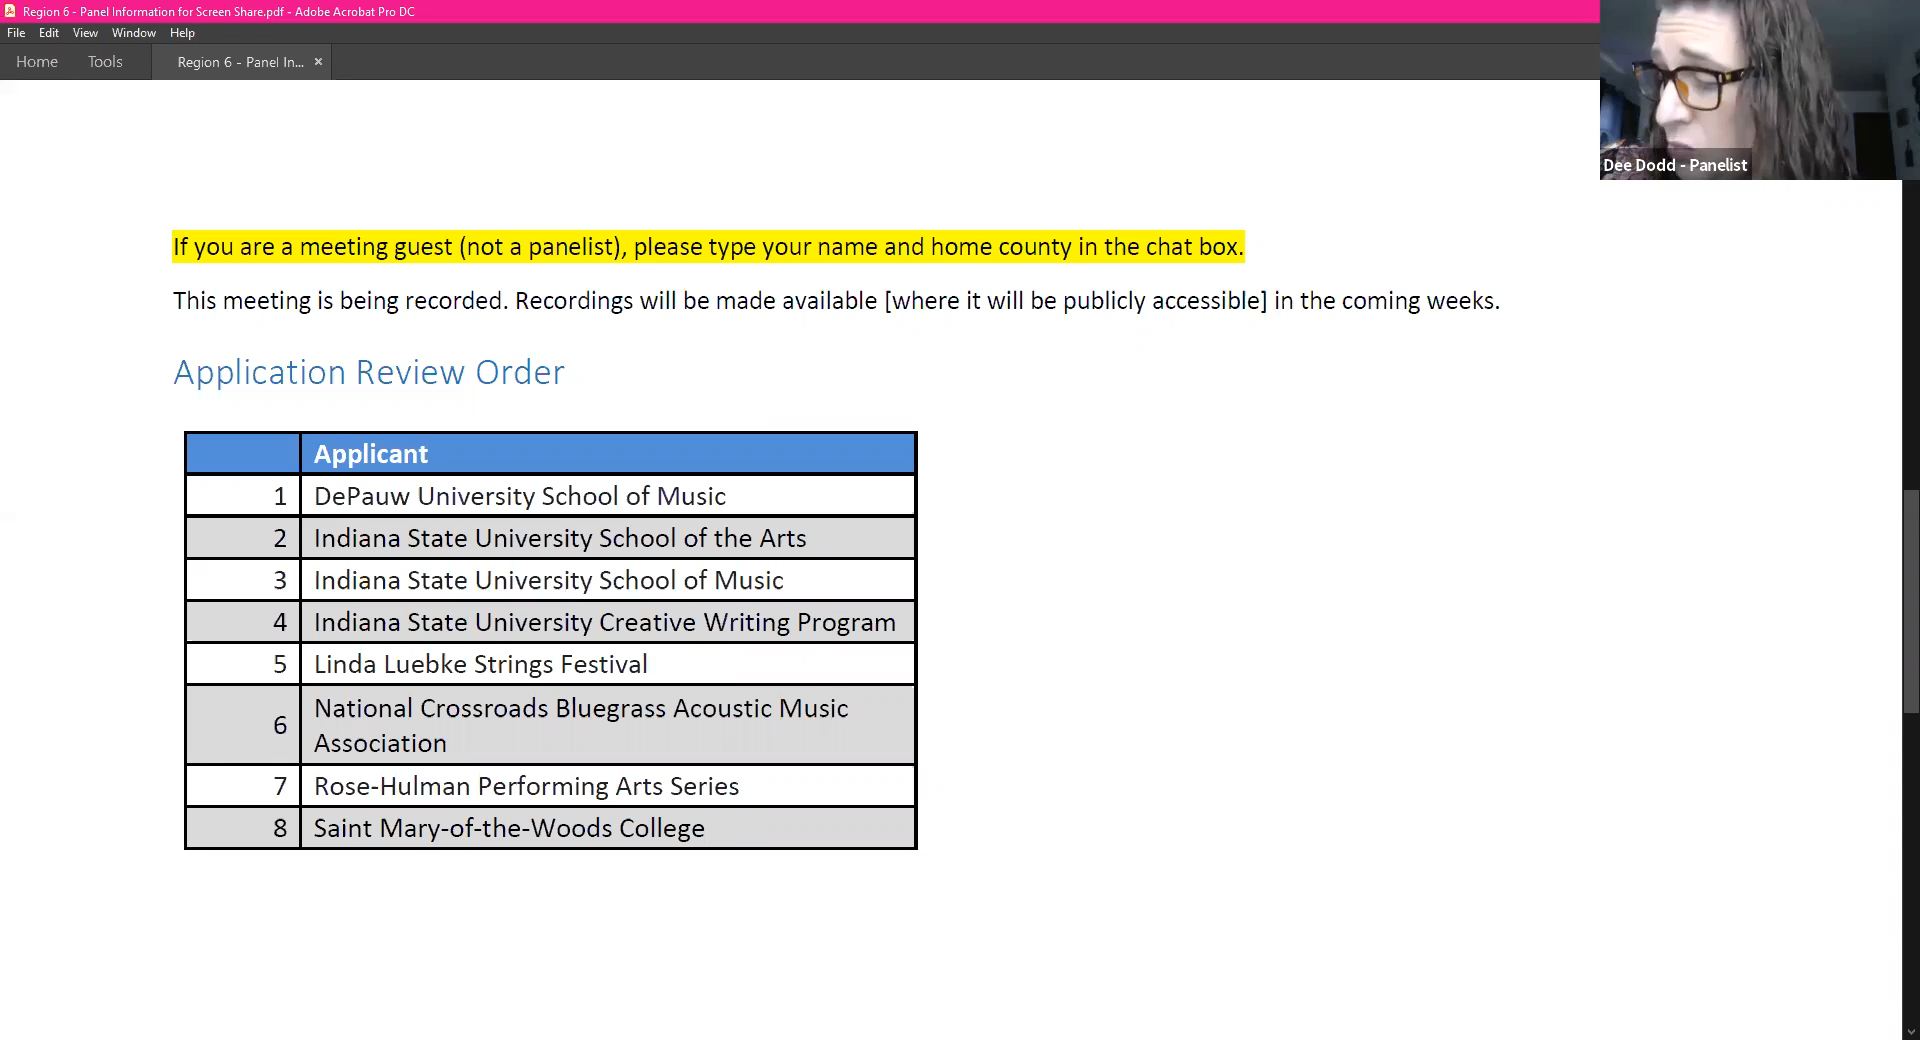 Region 6 - Panel Information for Screen Share.pdf - Adobe Acrobat Pro DC
File Edit View Window Help
Home Tools Region 6 - Panel In... ×
Dee Dodd - Panelist
If you are a meeting guest (not a panelist), please type your name and home county in the chat box.
This meeting is being recorded. Recordings will be made available [where it will be publicly accessible] in the coming weeks.
Application Review Order
Applicant
1 DePauw University School of Music
2 Indiana State University School of the Arts
3 Indiana State University School of Music
4 Indiana State University Creative Writing Program
5 Linda Luebke Strings Festival
6 National Crossroads Bluegrass Acoustic Music
Association
7 Rose-Hulman Performing Arts Series
8 Saint Mary-of-the-Woods College